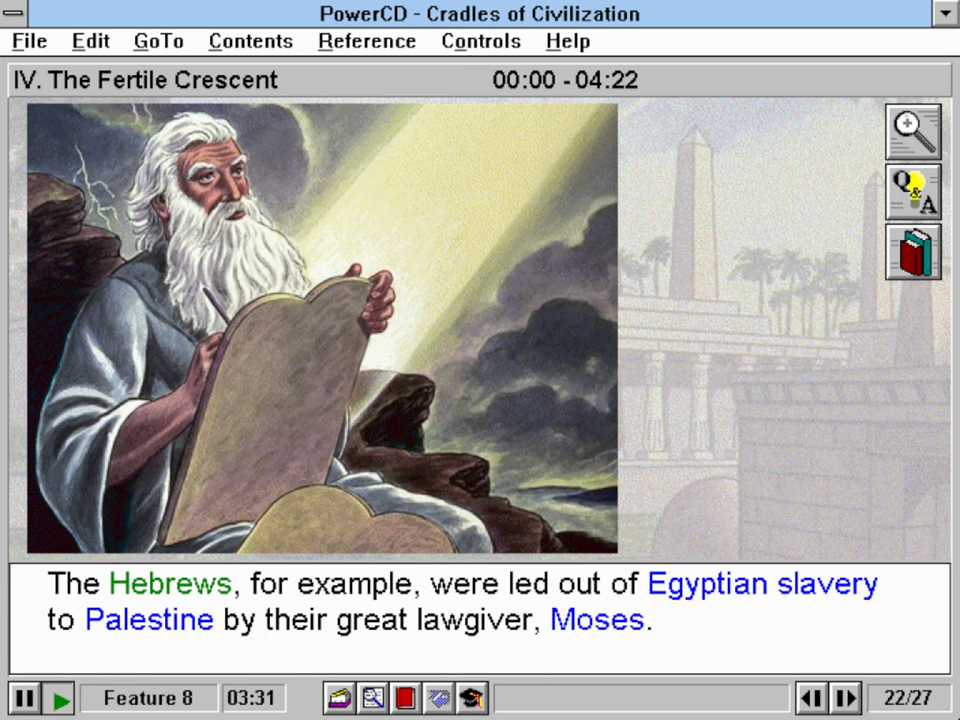 PowerCD - Cradles of Civilization
File Edit GoTo Contents Reference Controls Help
IV. The Fertile Crescent 00:00 - 04:22
Q & A
The Hebrews, for example, were led out of Egyptian slavery
to Palestine by their great lawgiver, Moses.
Feature 8 03:31 22/27